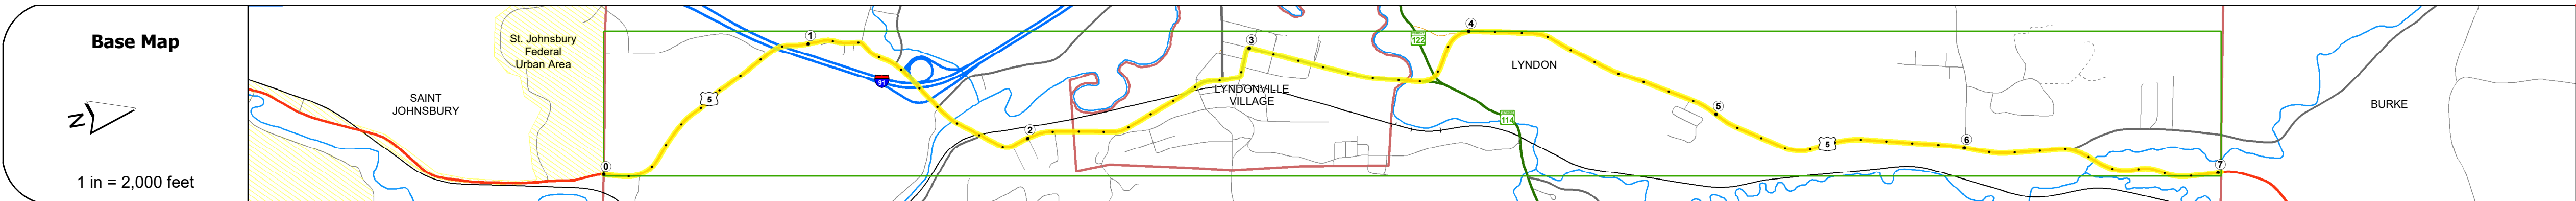 Base Map
N
1 in = 2,000 feet
SAINT
JOHNSBURY
St. Johnsbury
Federal
Urban Area
0
5
1
91
2
3
LYNDONVILLE
VILLAGE
122
4
114
LYNDON
5
5
6
7
BURKE